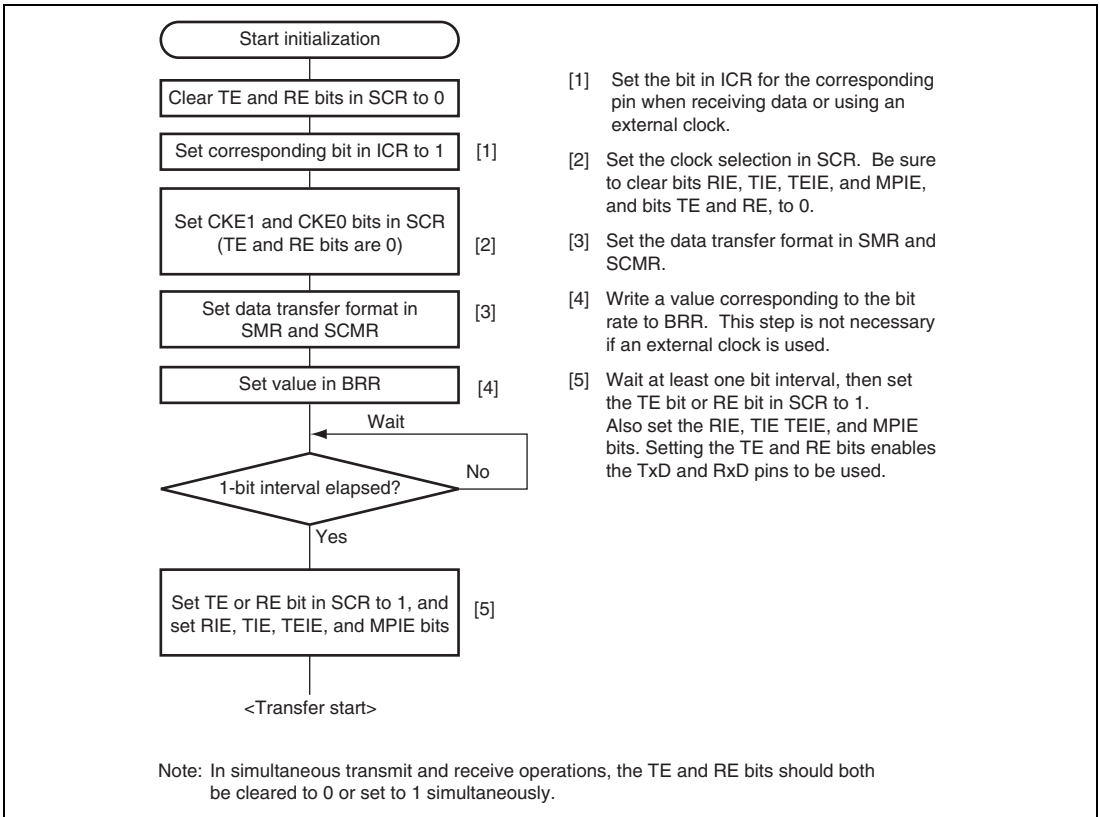 Start initialization
Clear TE and RE bits in SCR to 0
Set corresponding bit in ICR to 1
[1]
Set CKE1 and CKE0 bits in SCR
(TE and RE bits are 0)
[2]
Set data transfer format in
SMR and SCMR
[3]
Set value in BRR
[4]
Wait
No
1-bit interval elapsed?
Yes
Set TE or RE bit in SCR to 1, and
set RIE, TIE, TEIE, and MPIE bits
[5]
<Transfer start>
[1] Set the bit in ICR for the corresponding
pin when receiving data or using an
external clock.
[2] Set the clock selection in SCR. Be sure
to clear bits RIE, TIE, TEIE, and MPIE,
and bits TE and RE, to 0.
[3] Set the data transfer format in SMR and
SCMR.
[4] Write a value corresponding to the bit
rate to BRR. This step is not necessary
if an external clock is used.
[5] Wait at least one bit interval, then set
the TE bit or RE bit in SCR to 1.
Also set the RIE, TIE TEIE, and MPIE
bits. Setting the TE and RE bits enables
the TxD and RxD pins to be used.
Note: In simultaneous transmit and receive operations, the TE and RE bits should both
be cleared to 0 or set to 1 simultaneously.